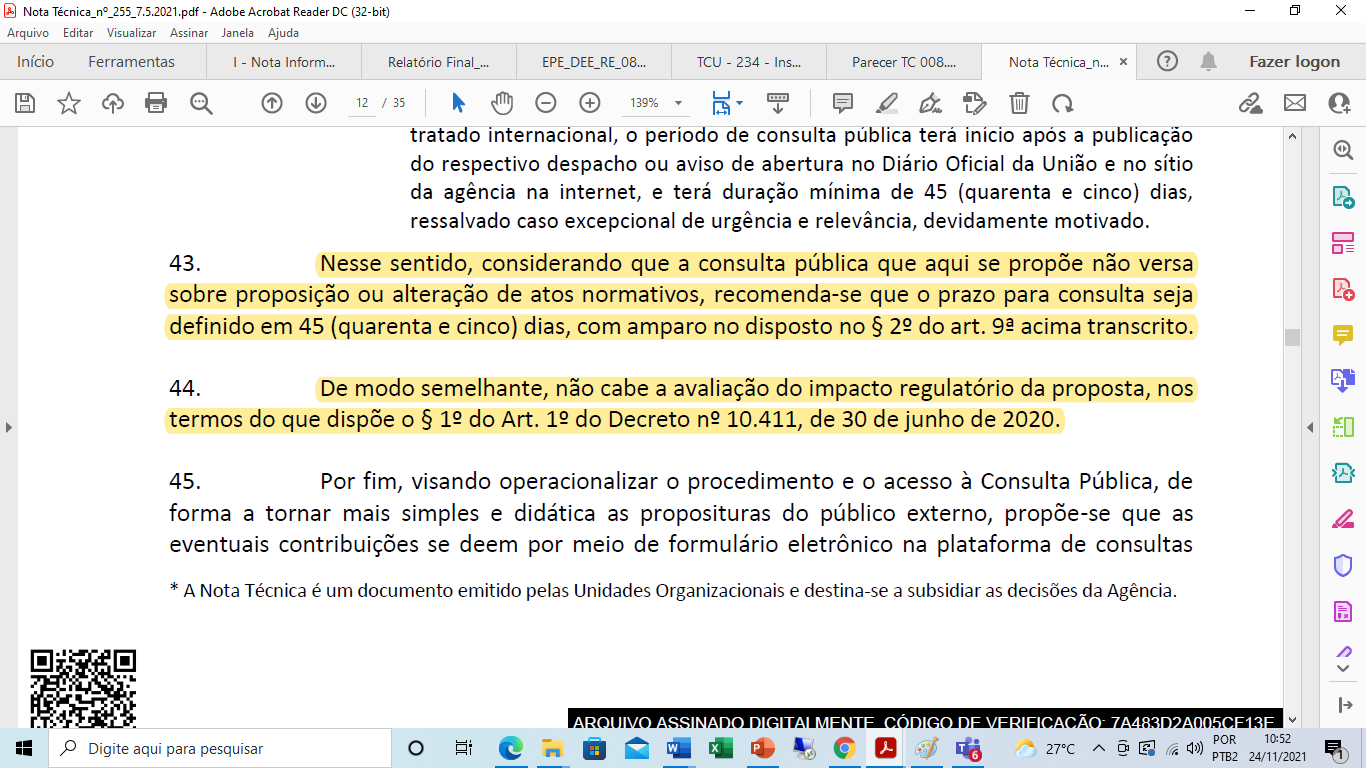 Nota Técnica_nº_255_7.5.2021.pdf - Adobe Acrobat Reader DC (32-bit)
Arquivo Editar Visualizar Assinar Janela Ajuda
Início Ferramentas I - Nota Inform... Relatório Final_... EPE_DEE_RE_08... TCU - 234 - Ins... Parecer TC 008.... Nota Técnica_n... × Fazer logon
12 / 35 139%
tratado internacional, o período de consulta pública terá início após a publicação
do respectivo despacho ou aviso de abertura no Diário Oficial da União e no sítio
da agência na internet, e terá duração mínima de 45 (quarenta e cinco) dias,
ressalvado caso excepcional de urgência e relevância, devidamente motivado.
43. Nesse sentido, considerando que a consulta pública que aqui se propõe não versa
sobre proposição ou alteração de atos normativos, recomenda-se que o prazo para consulta seja
definido em 45 (quarenta e cinco) dias, com amparo no disposto no § 2º do art. 9ª acima transcrito.
44. De modo semelhante, não cabe a avaliação do impacto regulatório da proposta, nos
termos do que dispõe o § 1º do Art. 1º do Decreto nº 10.411, de 30 de junho de 2020.
45. Por fim, visando operacionalizar o procedimento e o acesso à Consulta Pública, de
forma a tornar mais simples e didática as proposituras do público externo, propõe-se que as
eventuais contribuições se deem por meio de formulário eletrônico na plataforma de consultas
* A Nota Técnica é um documento emitido pelas Unidades Organizacionais e destina-se a subsidiar as decisões da Agência.
ARQUIVO ASSINADO DIGITALMENTE. CÓDIGO DE VERIFICAÇÃO: 7A483D2A005CF13E
Digite aqui para pesquisar 6 27°C POR 10:52
PTB2 24/11/2021 1